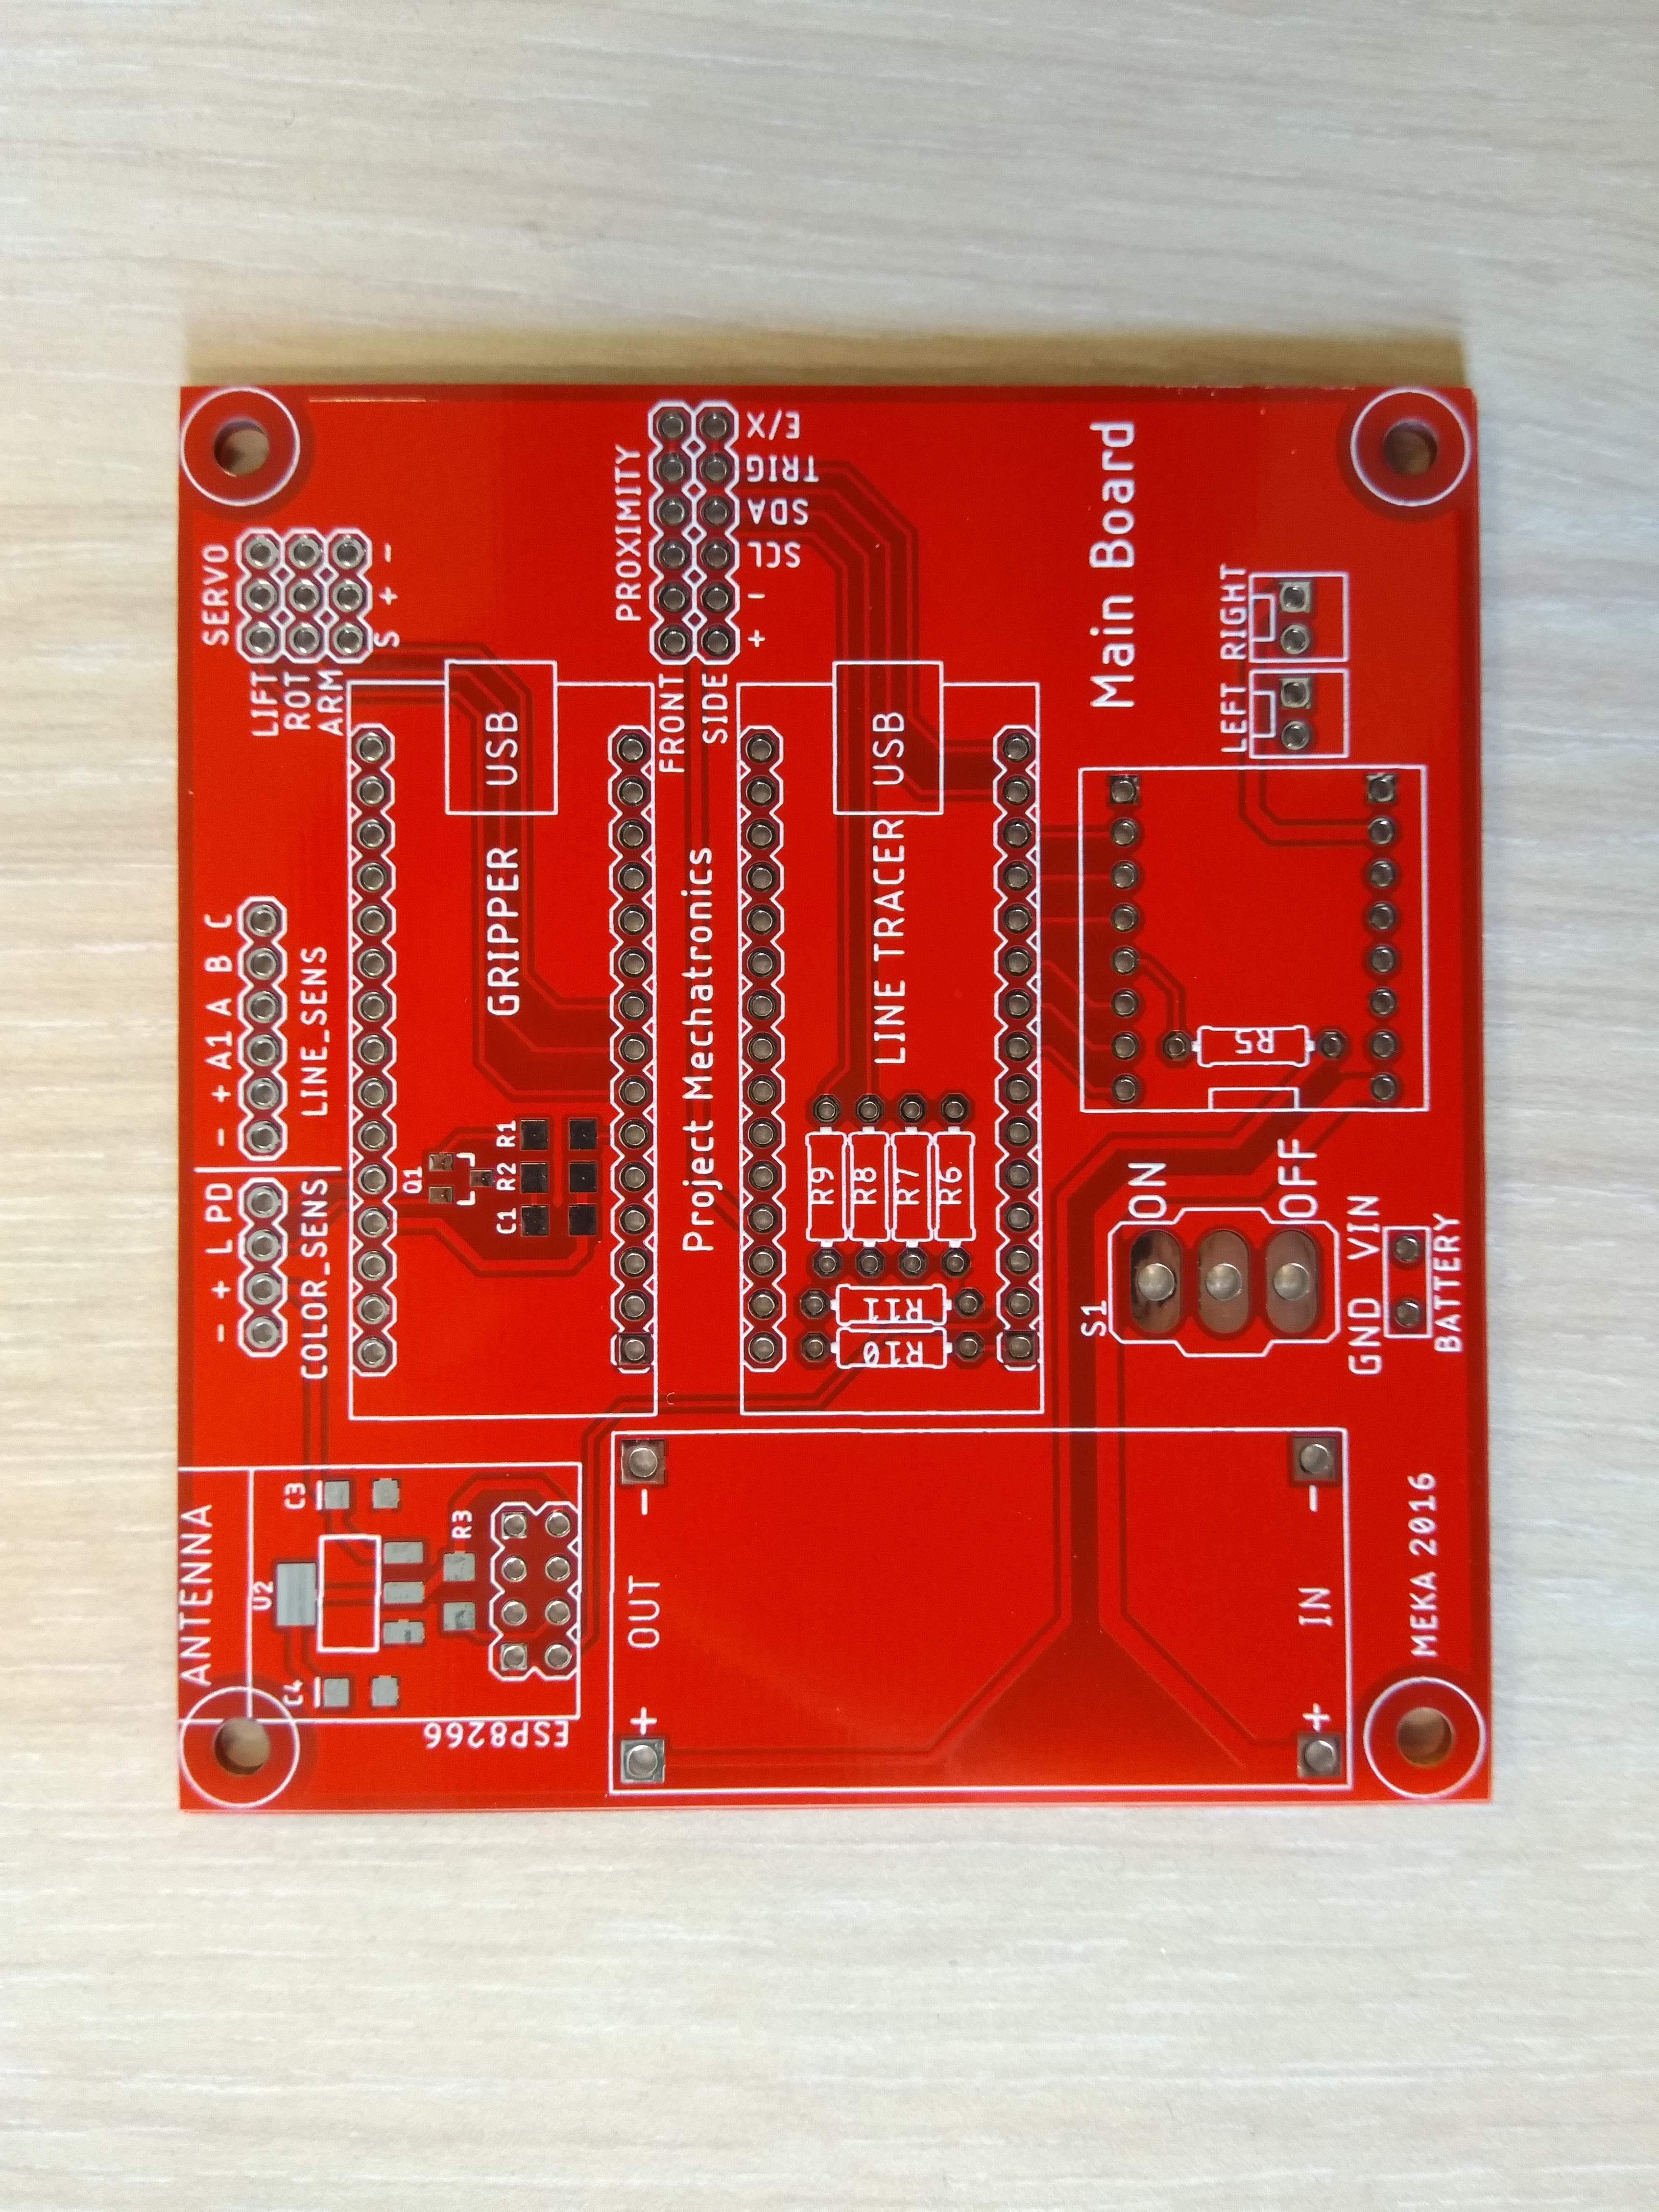 SERVO
LIFT
ROT
ARM
S + -
- + A1 A B C
LINE_SENS
- + L PD
COLOR_SENS
ANTENNA
C3
U2
C4
R3
ESP8266
USB
GRIPPER
Q1
R1
R2
C1
PROXIMITY
FRONT
SIDE
E/X
TRIG
SDA
SCL
-
+
Project Mechatronics
USB
LINE TRACER
R9
R8
R7
R6
R11
R10
Main Board
LEFT RIGHT
R5
ON
OFF
S1
GND VIN
BATTERY
- OUT +
- IN +
MEKA 2016